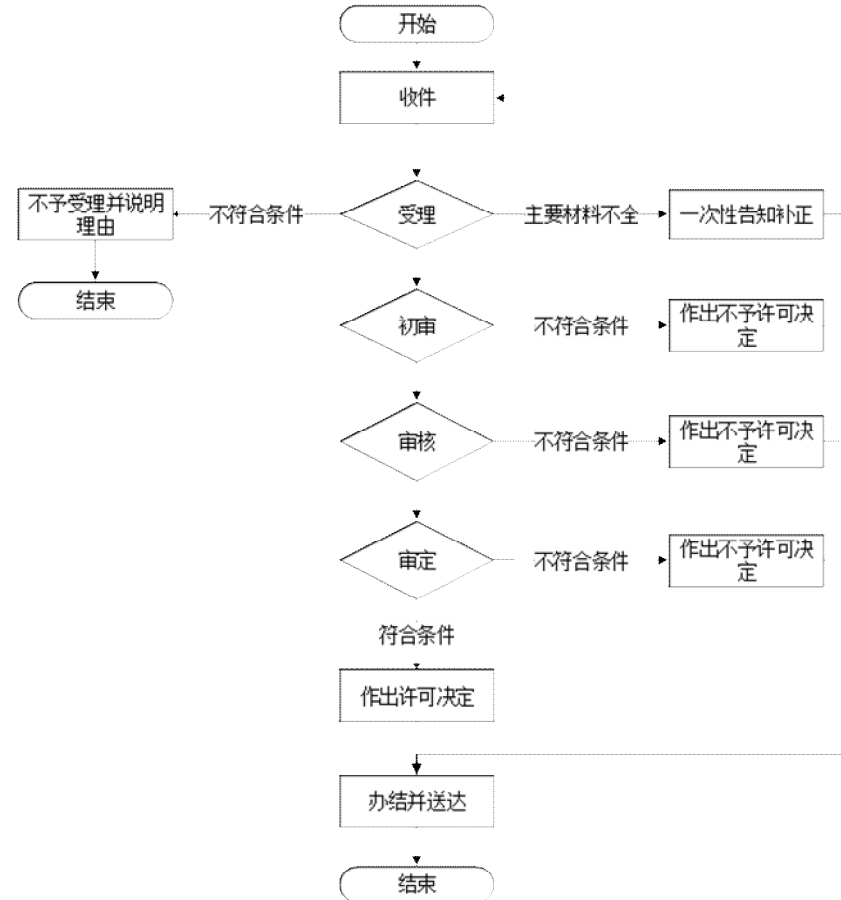 开始
收件
不予受理并说明
理由
不符合条件
受理
主要材料不全
一次性告知补正
结束
初审
不符合条件
作出不予许可决
定
审核
不符合条件
作出不予许可决
定
审定
不符合条件
作出不予许可决
定
符合条件
作出许可决定
办结并送达
结束